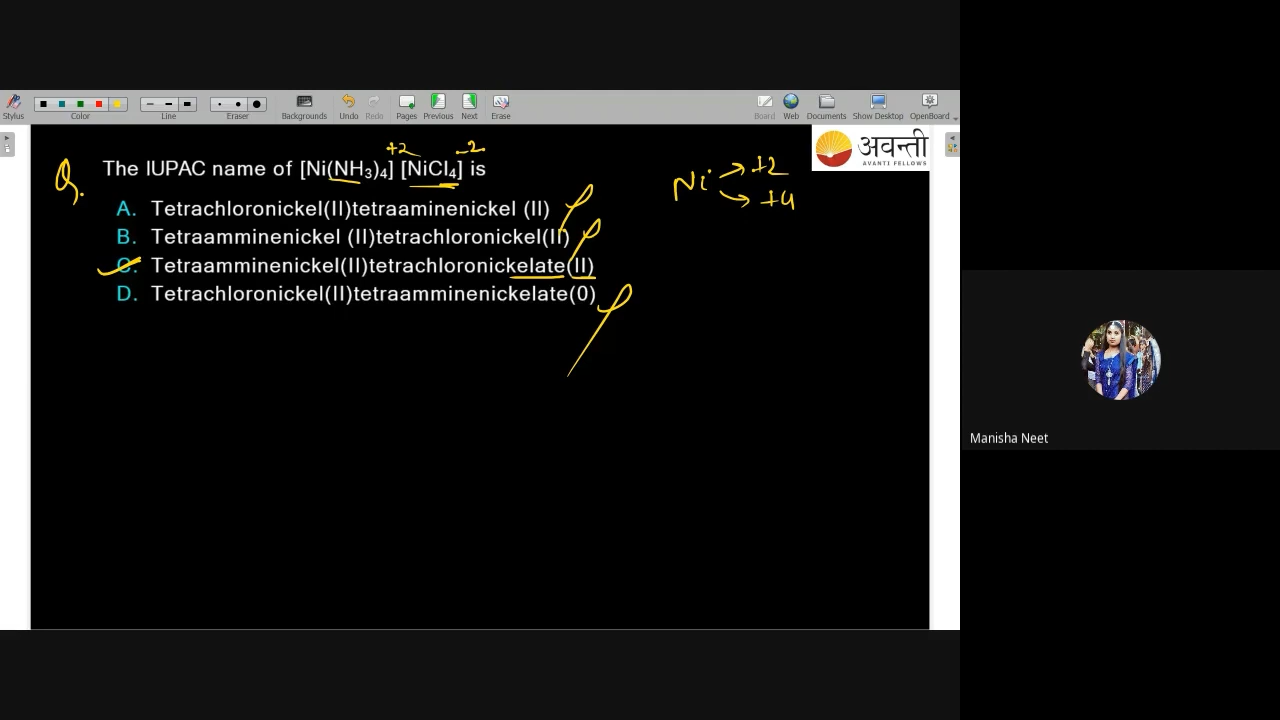 Stylus
Color
Line
Eraser
Backgrounds
Undo
Redo
Pages
Previous
Next
Erase
Board
Web
Documents
Show Desktop
OpenBoard
अवन्ती
AVANTI FELLOWS
+2 -2
Q. The IUPAC name of [Ni(NH₃)₄] [NiCl₄] is
A. Tetrachloronickel(II)tetraaminenickel (II)
B. Tetraamminenickel (II)tetrachloronickel(II)
C. Tetraamminenickel(II)tetrachloronickelate(II)
D. Tetrachloronickel(II)tetraamminenickelate(0)
Ni → +2
→ +4
Manisha Neet